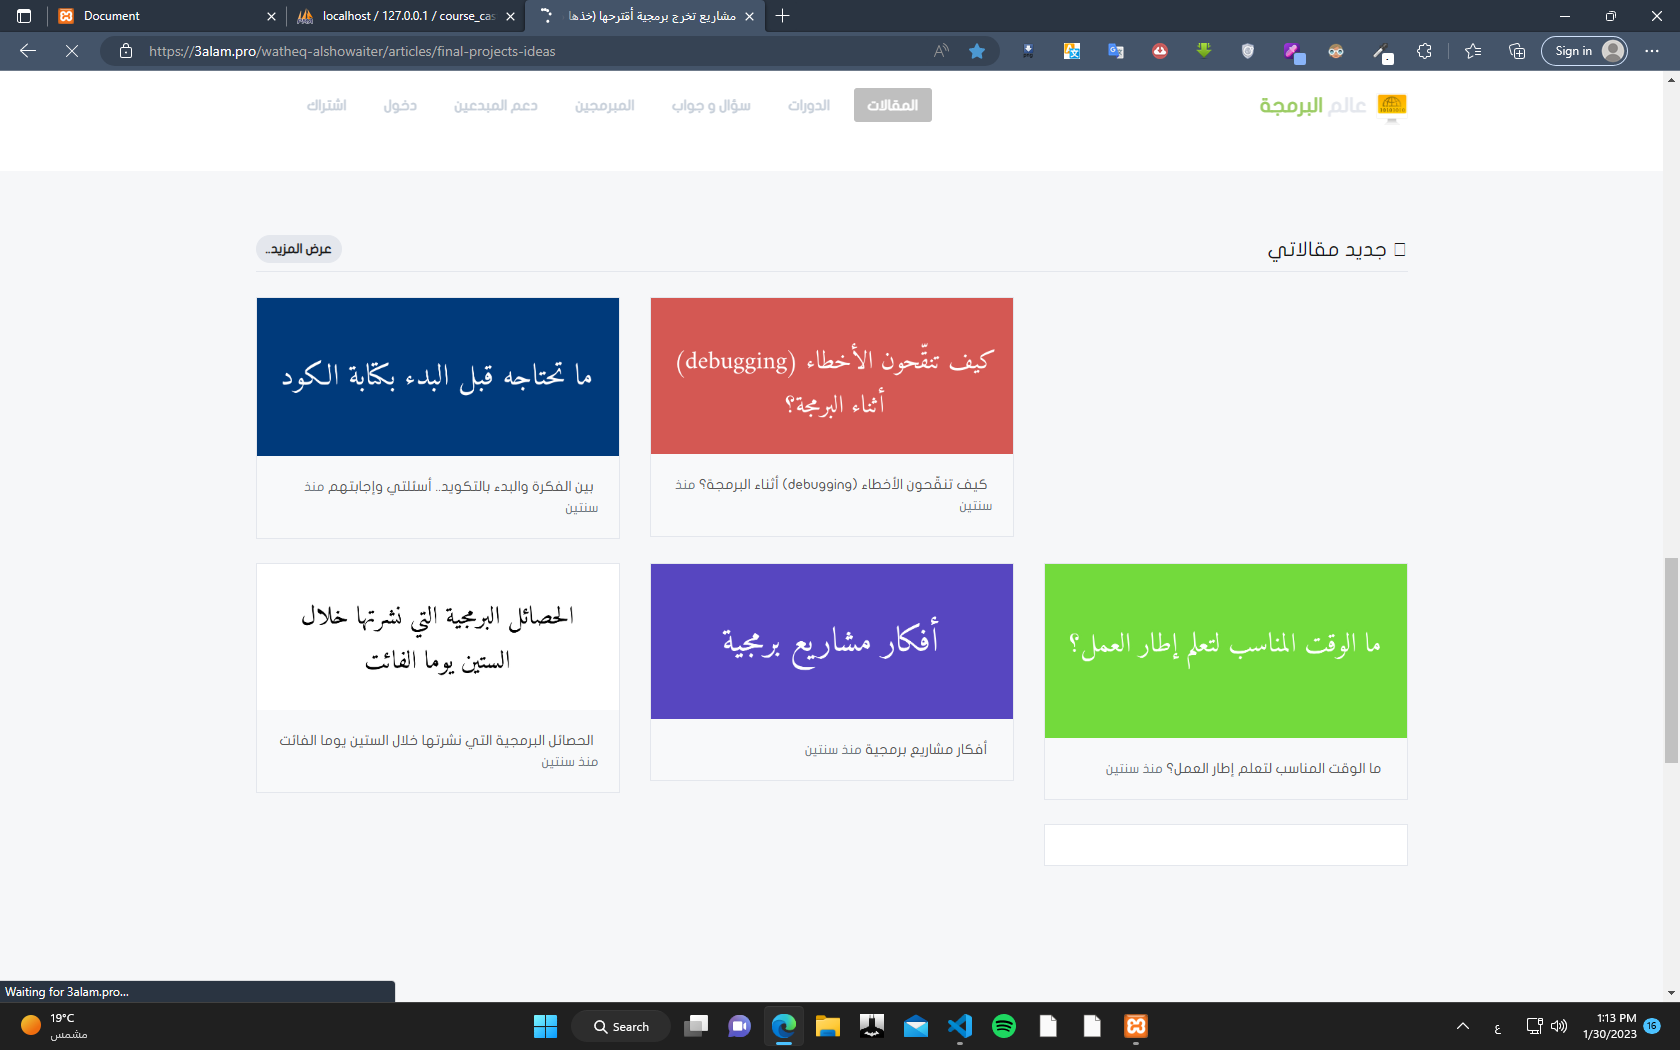 Document
localhost / 127.0.0.1 / course_cas
مشاريع تخرج برمجية أقترحها (خذها
https://3alam.pro/watheq-alshowaiter/articles/final-projects-ideas
Sign in
عالم البرمجة
المقالات
الدورات
سؤال و جواب
المبرمجين
دعم المبدعين
دخول
اشتراك
جديد مقالاتي
عرض المزيد..
كيف تنقّحون الأخطاء (debugging)
أثناء البرمجة؟
كيف تنقّحون الأخطاء (debugging) أثناء البرمجة؟ منذ
سنتين
ما تحتاجه قبل البدء بكتابة الكود
بين الفكرة والبدء بالتكويد.. أسئلتي وإجابتهم منذ
سنتين
ما الوقت المناسب لتعلم إطار العمل؟
ما الوقت المناسب لتعلم إطار العمل؟ منذ سنتين
أفكار مشاريع برمجية
أفكار مشاريع برمجية منذ سنتين
الحصائل البرمجية التي نشرتها خلال
الستين يوما الفائت
الحصائل البرمجية التي نشرتها خلال الستين يوما الفائت
منذ سنتين
Waiting for 3alam.pro...
19°C
مشمس
Search
ع
1:13 PM
1/30/2023
16